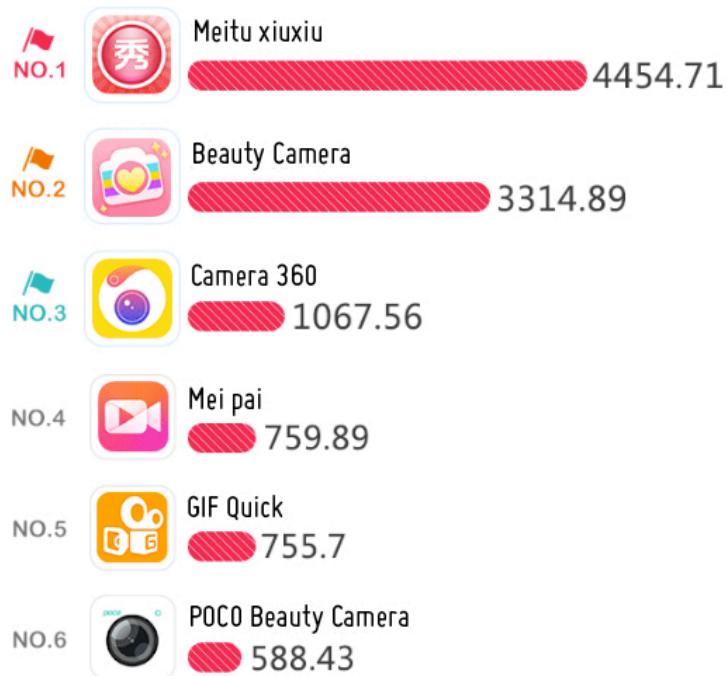 Meitu xiuxiu
NO.1
秀
4454.71
Beauty Camera
NO.2
3314.89
Camera 360
NO.3
1067.56
Mei pai
NO.4
759.89
GIF Quick
NO.5
G
755.7
POCO Beauty Camera
poco
NO.6
588.43